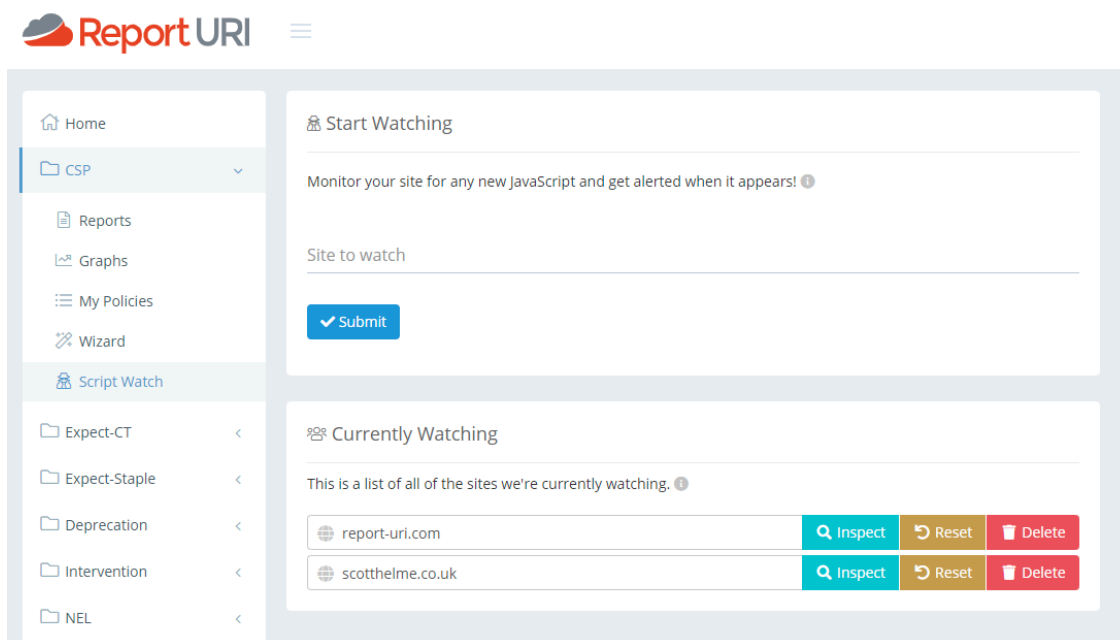 Report URI
Home
CSP
Reports
Graphs
My Policies
Wizard
Script Watch
Expect-CT
Expect-Staple
Deprecation
Intervention
NEL
Start Watching
Monitor your site for any new JavaScript and get alerted when it appears!
Site to watch
Submit
Currently Watching
This is a list of all of the sites we're currently watching.
report-uri.com Inspect Reset Delete
scotthelme.co.uk Inspect Reset Delete